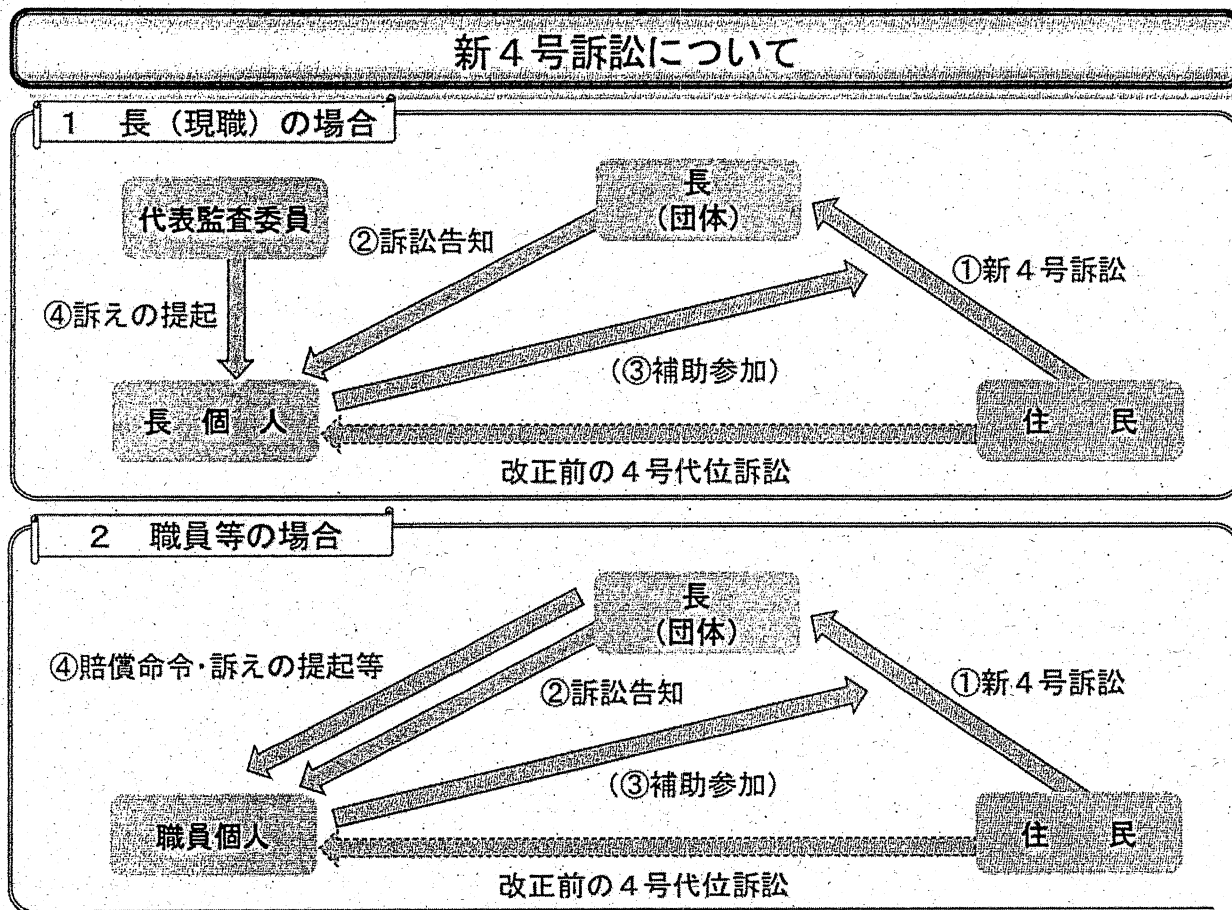 新４号訴訟について
１　長（現職）の場合
代表監査委員
長
（団体）
②訴訟告知
①新４号訴訟
④訴えの提起
（③補助参加）
長　個　人
住　　民
改正前の４号代位訴訟
２　職員等の場合
長
（団体）
④賠償命令・訴えの提起等
②訴訟告知
①新４号訴訟
（③補助参加）
職員個人
住　　民
改正前の４号代位訴訟